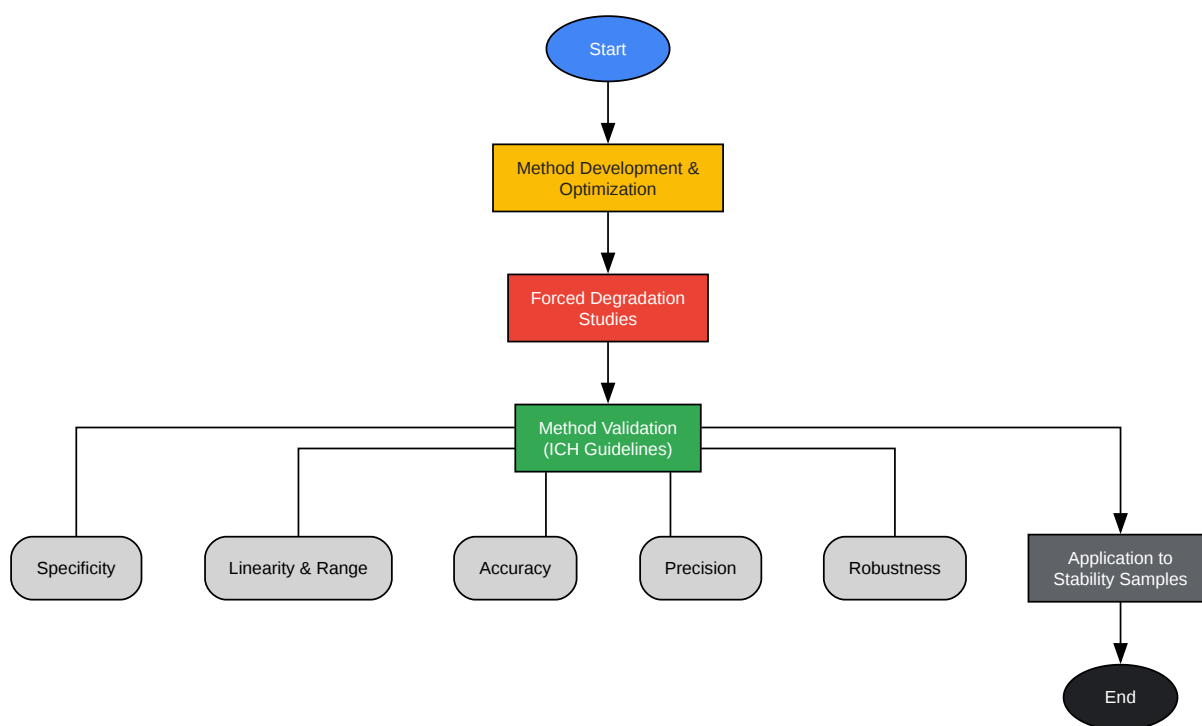 Start
Method Development &
Optimization
Forced Degradation
Studies
Method Validation
(ICH Guidelines)
Specificity
Linearity & Range
Accuracy
Precision
Robustness
Application to
Stability Samples
End